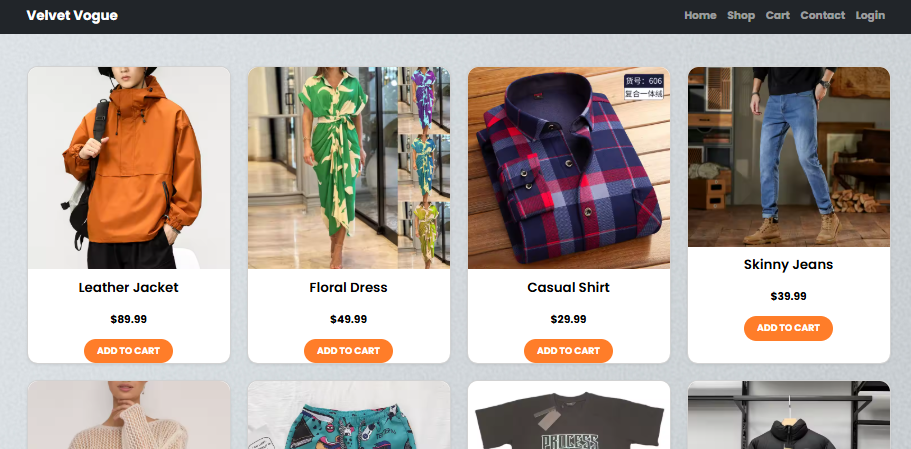 Velvet Vogue
Home Shop Cart Contact Login
货号：606
复合一体绒
Leather Jacket
$89.99
ADD TO CART
Floral Dress
$49.99
ADD TO CART
Casual Shirt
$29.99
ADD TO CART
Skinny Jeans
$39.99
ADD TO CART